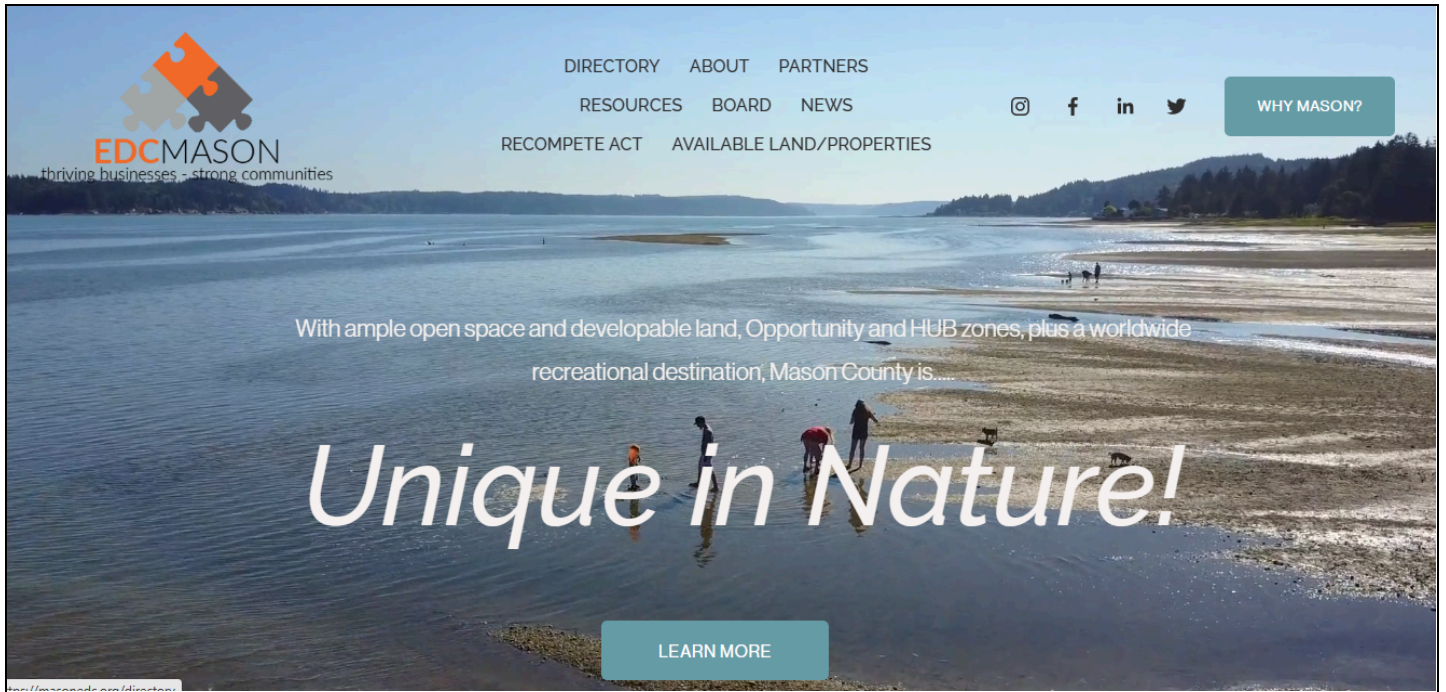 DIRECTORY ABOUT PARTNERS
RESOURCES BOARD NEWS
RECOMPETE ACT AVAILABLE LAND/PROPERTIES
WHY MASON?
EDCMASON
thriving businesses - strong communities
With ample open space and developable land, Opportunity and HUB zones, plus a worldwide
recreational destination, Mason County is.....
Unique in Nature!
LEARN MORE